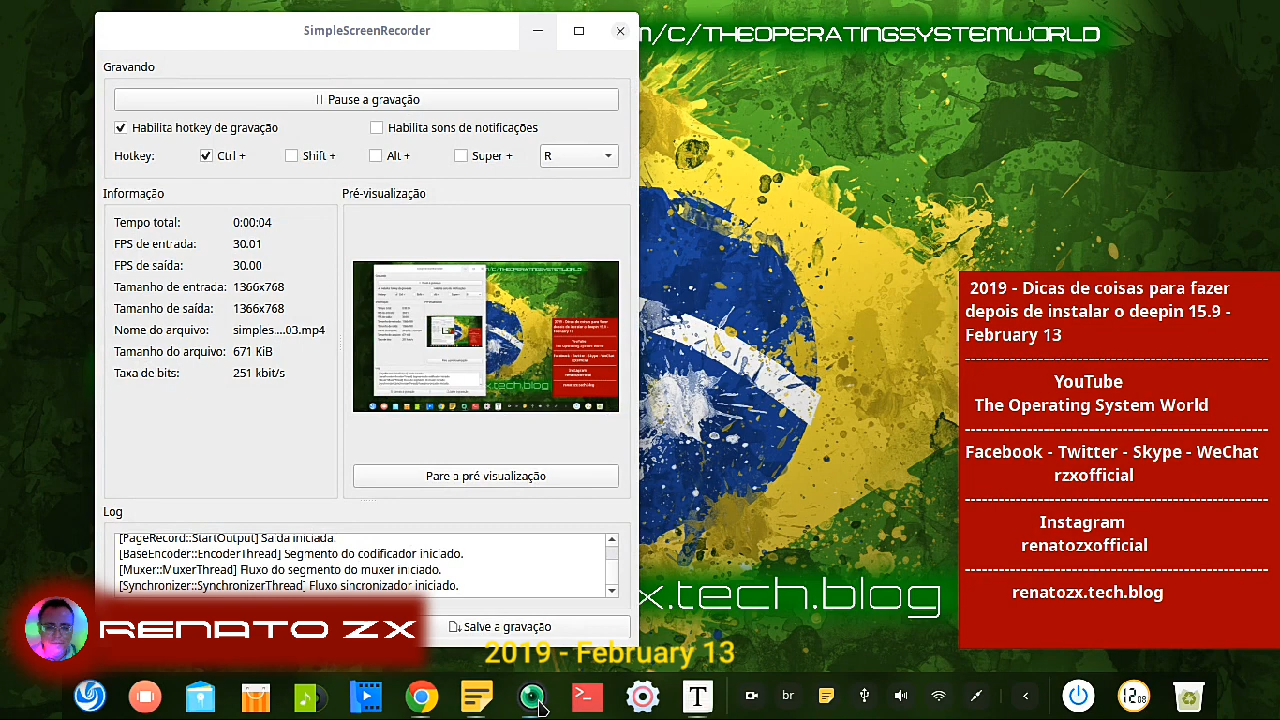 SimpleScreenRecorder
M/C/THEOPERATINGSYSTEMWORLD
Gravando
Pause a gravação
Habilita hotkey de gravação
Habilita sons de notificações
Hotkey: Ctrl + Shift + Alt + Super + R
Informação
Pré-visualização
Tempo total: 0:00:04
FPS de entrada: 30.01
FPS de saída: 30.00
Tamanho de entrada: 1366x768
Tamanho de saída: 1366x768
Nome do arquivo: simples...03.mp4
Tamanho do arquivo: 671 KiB
Taxa de bits: 251 kbit/s
Pare a pré visualização
Log
[PageRecord::StartOutput] Saída iniciada.
[BaseEncoder::EncoderThread] Segmento do codificador iniciado.
[Muxer::MuxerThread] Fluxo do segmento do muxer iniciado.
[Synchronizer::SynchronizerThread] Fluxo sincronizador iniciado.
Salve a gravação
2019 - Dicas de coisas para fazer
depois de instalar o deepin 15.9 -
February 13
YouTube
The Operating System World
Facebook - Twitter - Skype - WeChat
rzxofficial
Instagram
renatozxofficial
renatozx.tech.blog
x.tech.blog
RENATO ZX
2019 - February 13
T
br
12 08